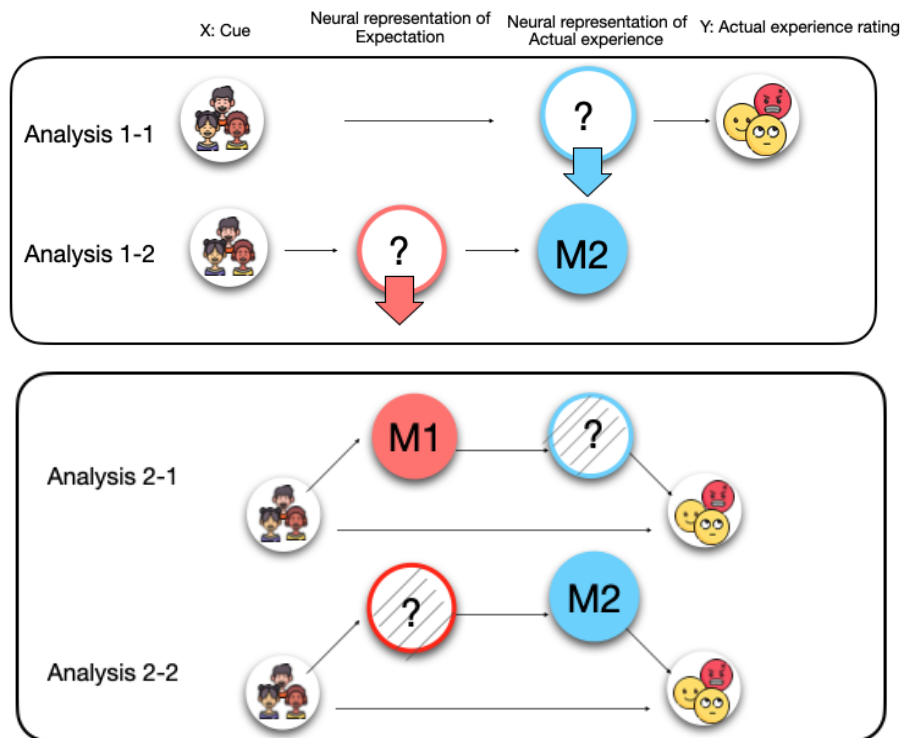 X: Cue
Neural representation of
Expectation
Neural representation of
Actual experience
Y: Actual experience rating
Analysis 1-1
?
Analysis 1-2
?
M2
Analysis 2-1
M1
?
Analysis 2-2
?
M2